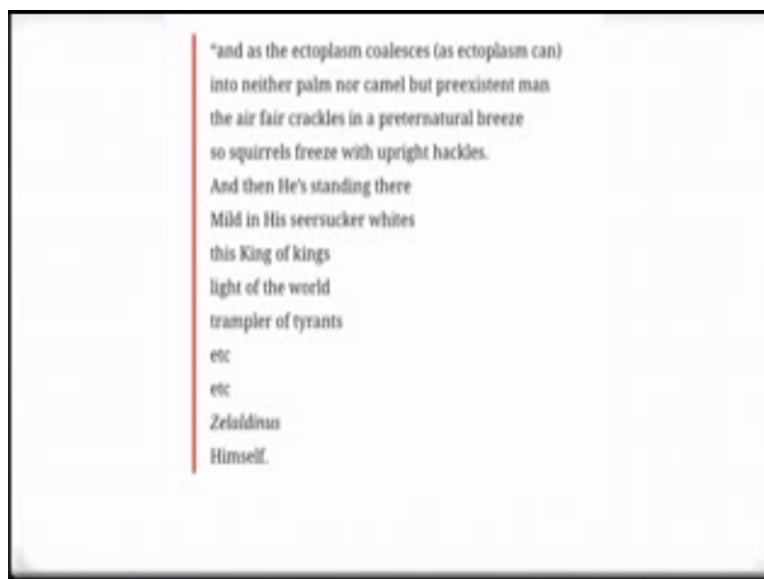 “and as the ectoplasm coalesces (as ectoplasm can)
into neither palm nor camel but preexistent man
the air fair crackles in a preternatural breeze
so squirrels freeze with upright hackles.
And then He's standing there
Mild in His seersucker whites
this King of kings
light of the world
trampler of tyrants
etc
etc
Zelaldinus
Himself.